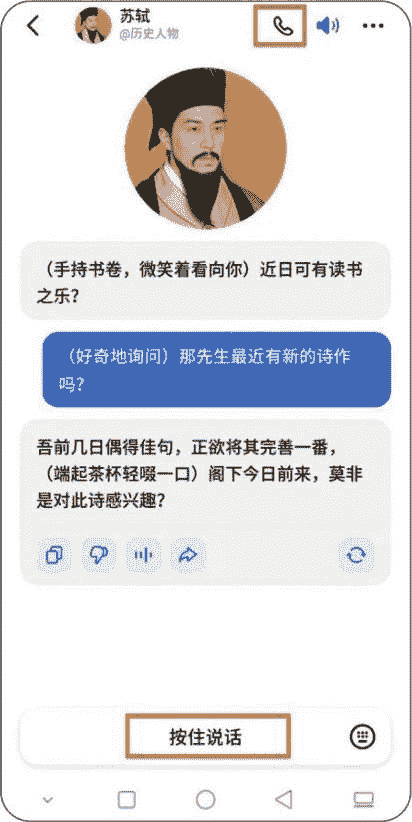 苏轼
@历史人物
（手持书卷，微笑着看向你）近日可有读书
之乐？
（好奇地询问）那先生最近有新的诗作
吗？
吾前几日偶得佳句，正欲将其完善一番，
（端起茶杯轻啜一口）阁下今日前来，莫非
是对此诗感兴趣？
按住说话